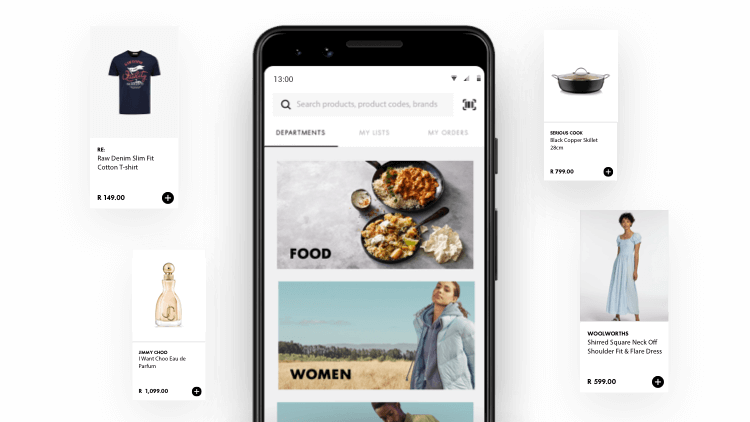 RE:
Raw Denim Slim Fit
Cotton T-shirt
R 149.00
JIMMY CHOO
I Want Choo Eau de
Parfum
R 1,099.00
13:00
Search products, product codes, brands
DEPARTMENTS
MY LISTS
MY ORDERS
FOOD
WOMEN
SERIOUS COOK
Black Copper Skillet
28cm
R 799.00
WOOLWORTHS
Shirred Square Neck Off
Shoulder Fit & Flare Dress
R 599.00